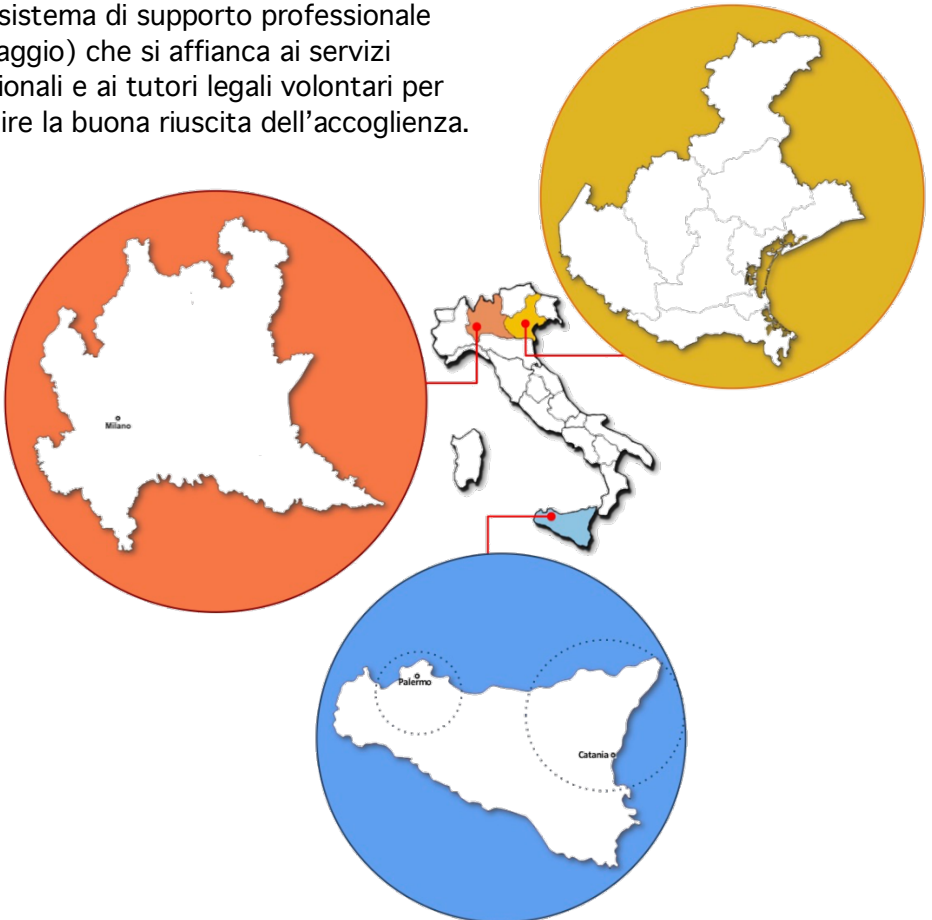 sistema di supporto professionale
aggio) che si affianca ai servizi
ionali e ai tutori legali volontari per
ire la buona riuscita dell'accoglienza.
Milano
Palermo
Catania